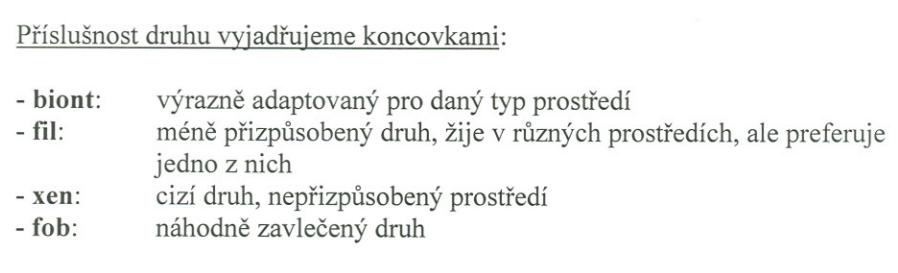 Příslušnost druhu vyjadřujeme koncovkami:
- biont: výrazně adaptovaný pro daný typ prostředí
- fil: méně přizpůsobený druh, žije v různých prostředích, ale preferuje
jedno z nich
- xen: cizí druh, nepřizpůsobený prostředí
- fob: náhodně zavlečený druh